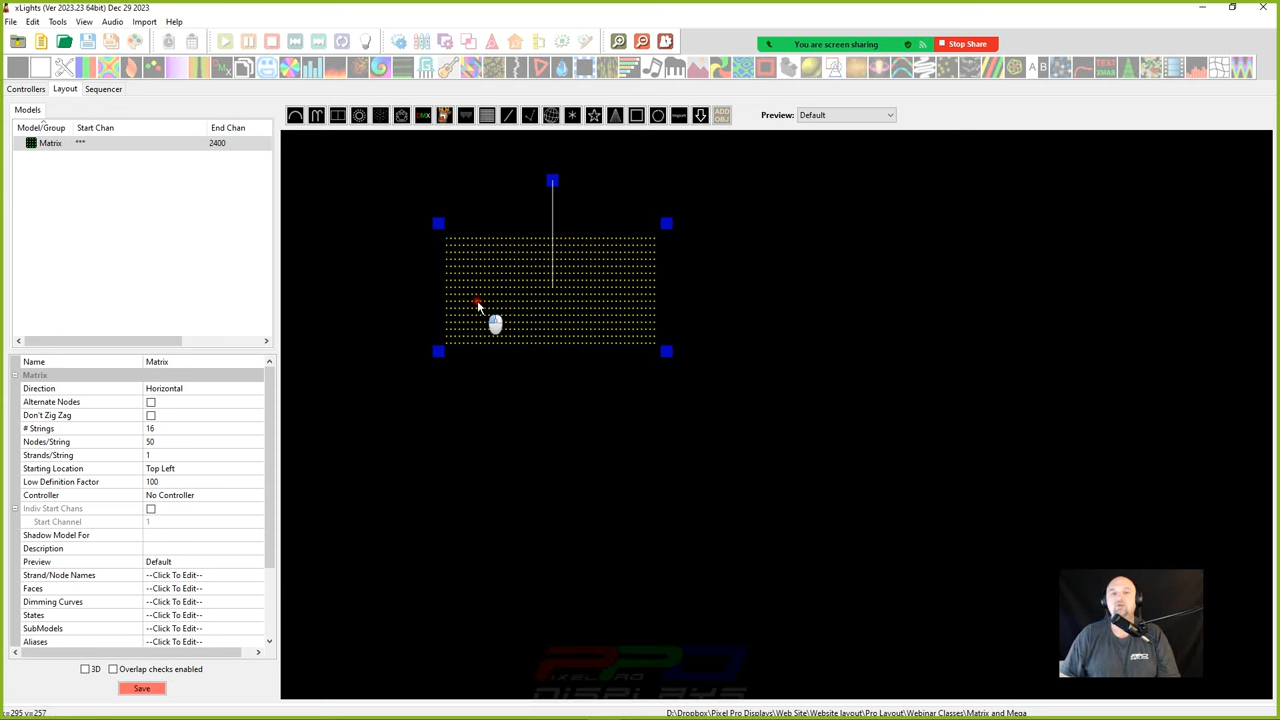 xLights (Ver 2023.23 64bit) Dec 29 2023
File Edit Tools View Audio Import Help
You are screen sharing Stop Share
Controllers Layout Sequencer
Models
Preview: Default
Model/Group Start Chan End Chan
Matrix *** 2400
Name Matrix
Matrix
Direction Horizontal
Alternate Nodes
Don't Zig Zag
# Strings 16
Nodes/String 50
Strands/String 1
Starting Location Top Left
Low Definition Factor 100
Controller No Controller
Indiv Start Chans
Start Channel 1
Shadow Model For
Description
Preview Default
Strand/Node Names --Click To Edit--
Faces --Click To Edit--
Dimming Curves --Click To Edit--
States --Click To Edit--
SubModels --Click To Edit--
Aliases --Click To Edit--
3D Overlap checks enabled
Save
PPD
PIXEL PRO
DISPLAYS
x=295 y=257
D:\Dropbox\Pixel Pro Displays\Web Site\Website layout\Pro Layout\Webinar Classes\Matrix and Mega